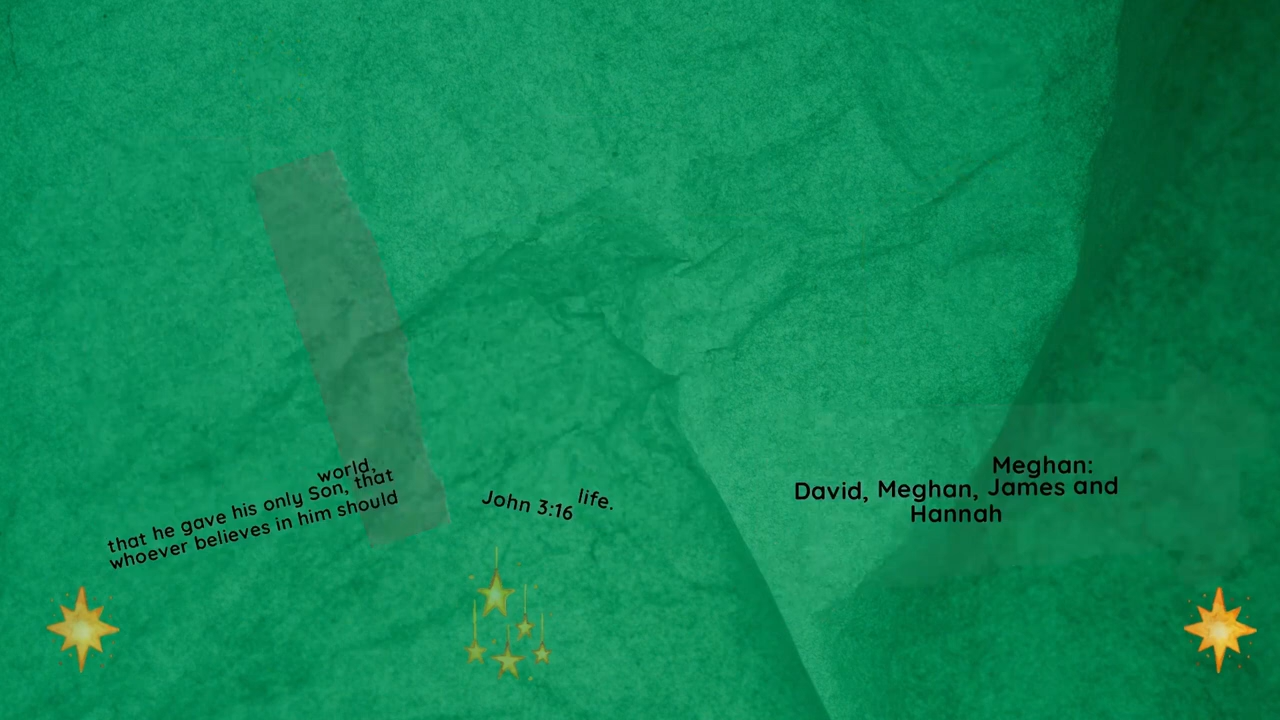 world,
that he gave his only Son, that
whoever believes in him should
life.
John 3:16
Meghan:
David, Meghan, James and
Hannah